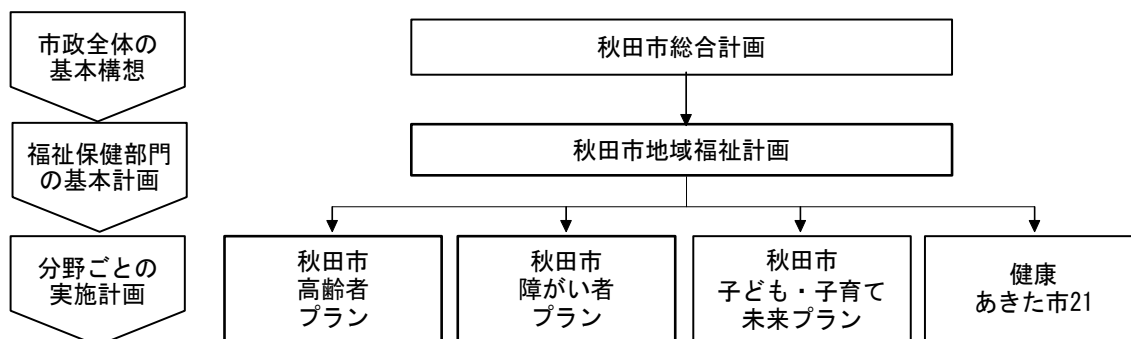 市政全体の
基本構想
秋田市総合計画
福祉保健部門
の基本計画
秋田市地域福祉計画
分野ごとの
実施計画
秋田市
高齢者
プラン
秋田市
障がい者
プラン
秋田市
子ども・子育て
未来プラン
健康
あきた市21